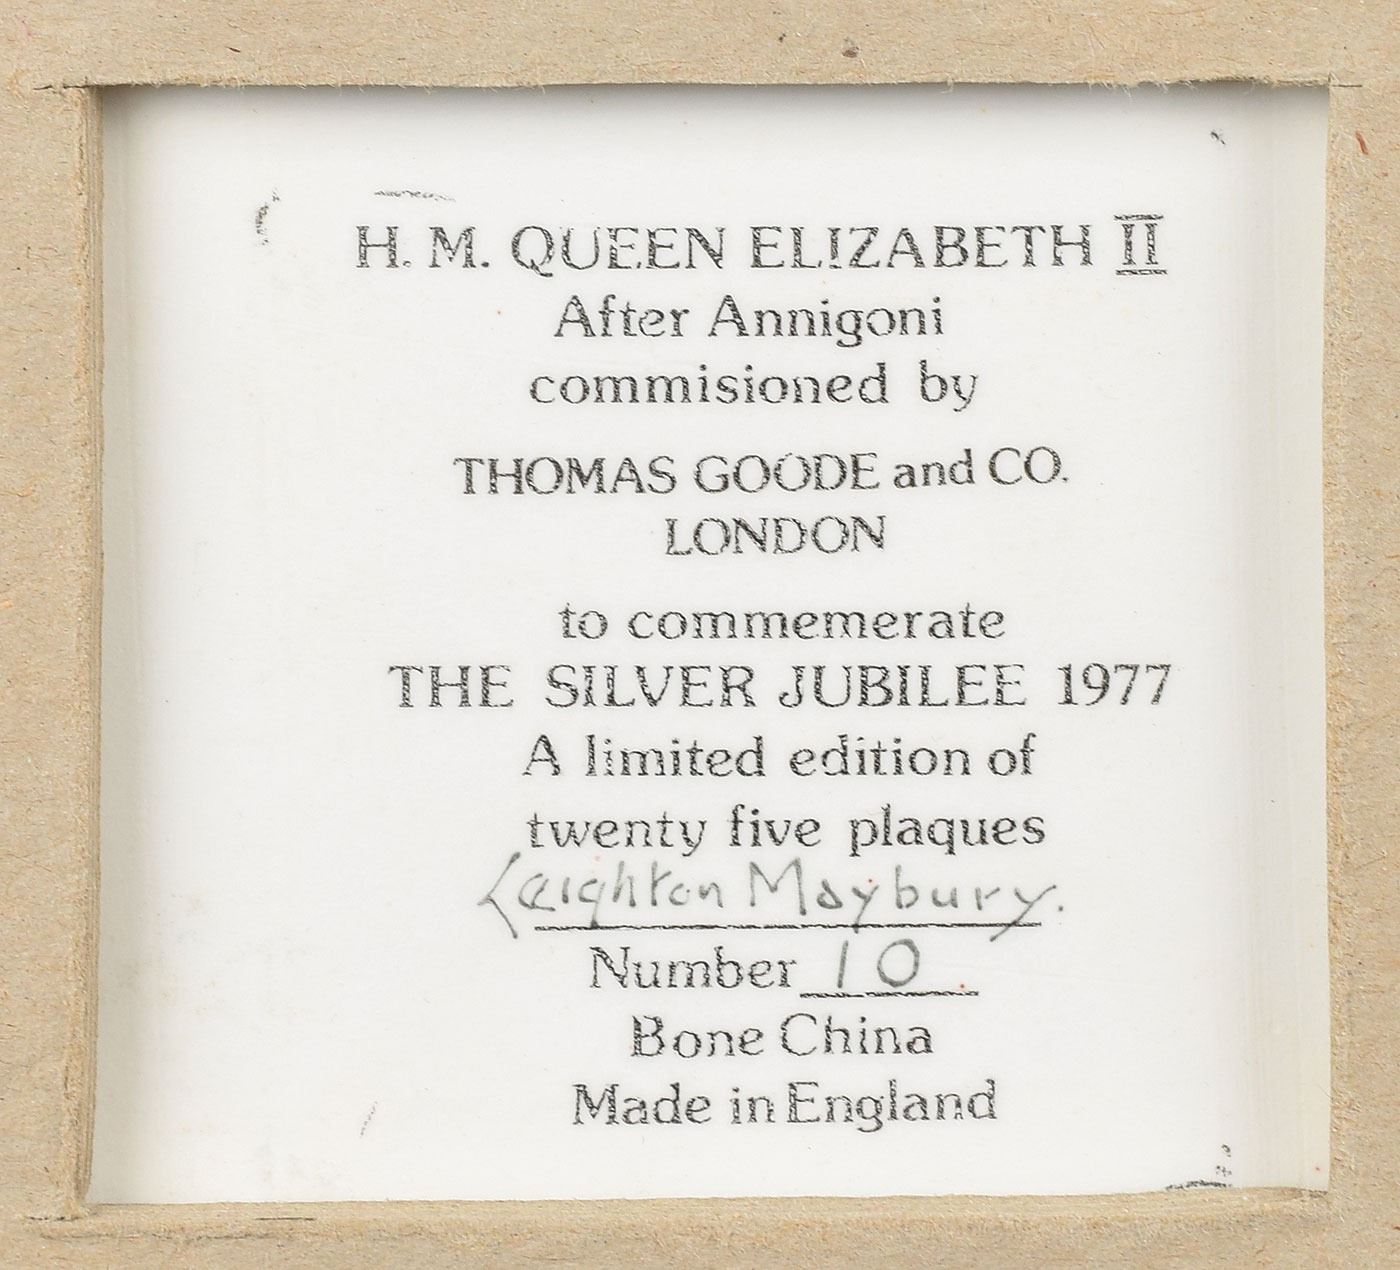 H. M. QUEEN ELIZABETH II
After Annigoni
commisioned by
THOMAS GOODE and CO.
LONDON
to commemerate
THE SILVER JUBILEE 1977
A limited edition of
twenty five plaques
Leighton Maybury.
Number 10
Bone China
Made in England